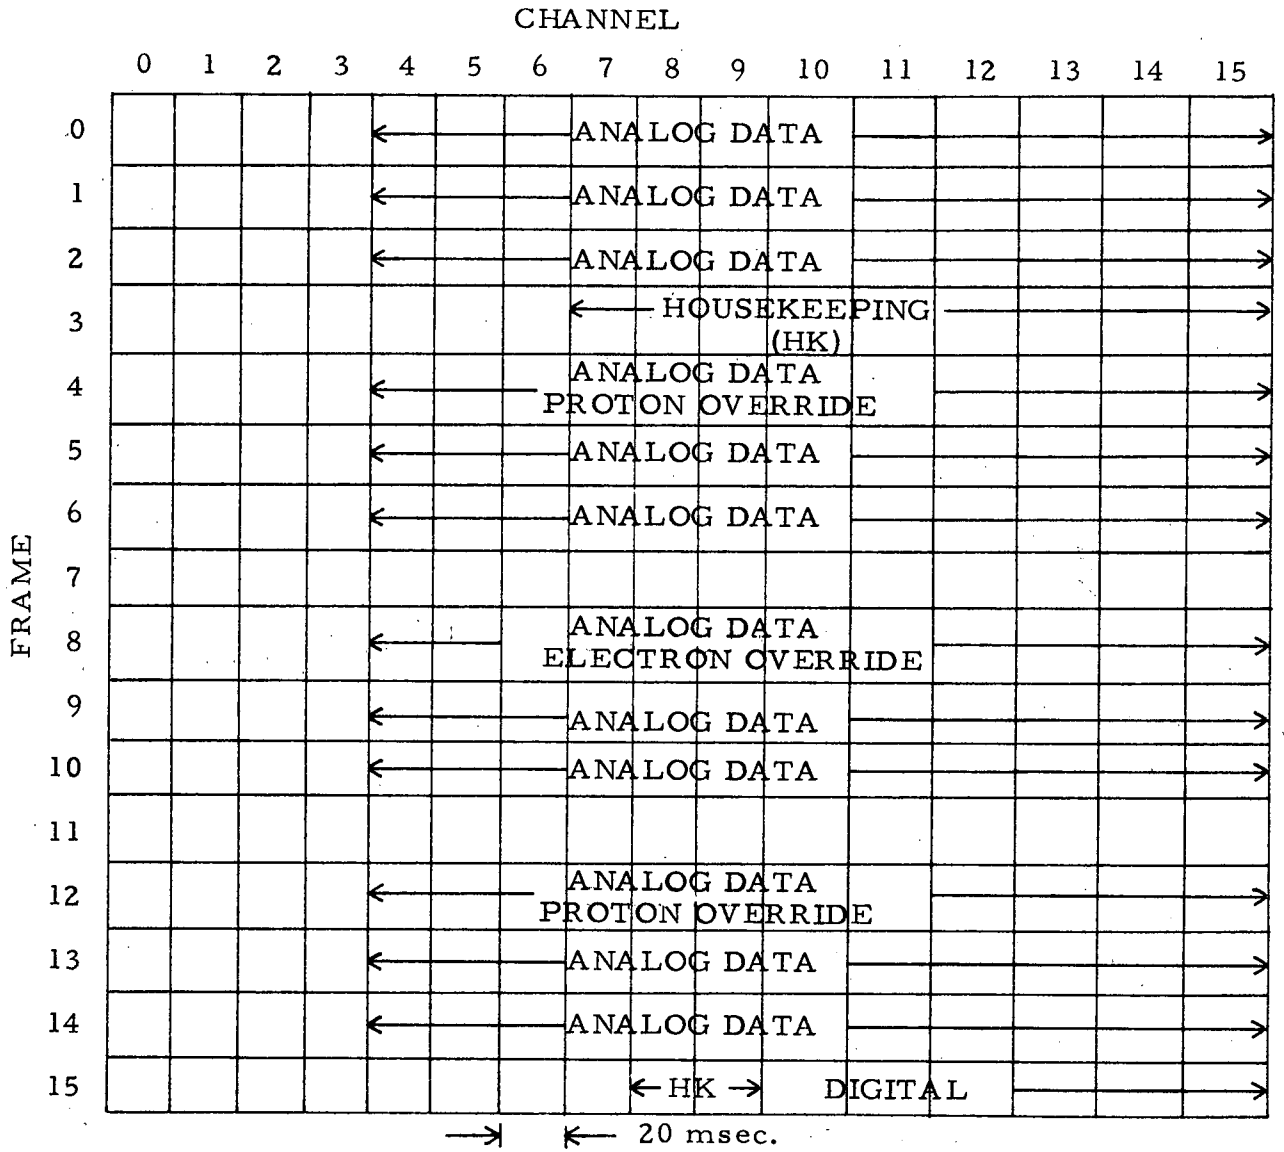 CHANNEL
0 1 2 3 4 5 6 7 8 9 10 11 12 13 14 15
0 ANALOG DATA
1 ANALOG DATA
2 ANALOG DATA
3 HOUSEKEEPING
(HK)
4 ANALOG DATA
PROTON OVERRIDE
5 ANALOG DATA
6 ANALOG DATA
FRAME
7
8 ANALOG DATA
ELECTRON OVERRIDE
9 ANALOG DATA
10 ANALOG DATA
11
12 ANALOG DATA
PROTON OVERRIDE
13 ANALOG DATA
14 ANALOG DATA
15 HK DIGITAL
20 msec.